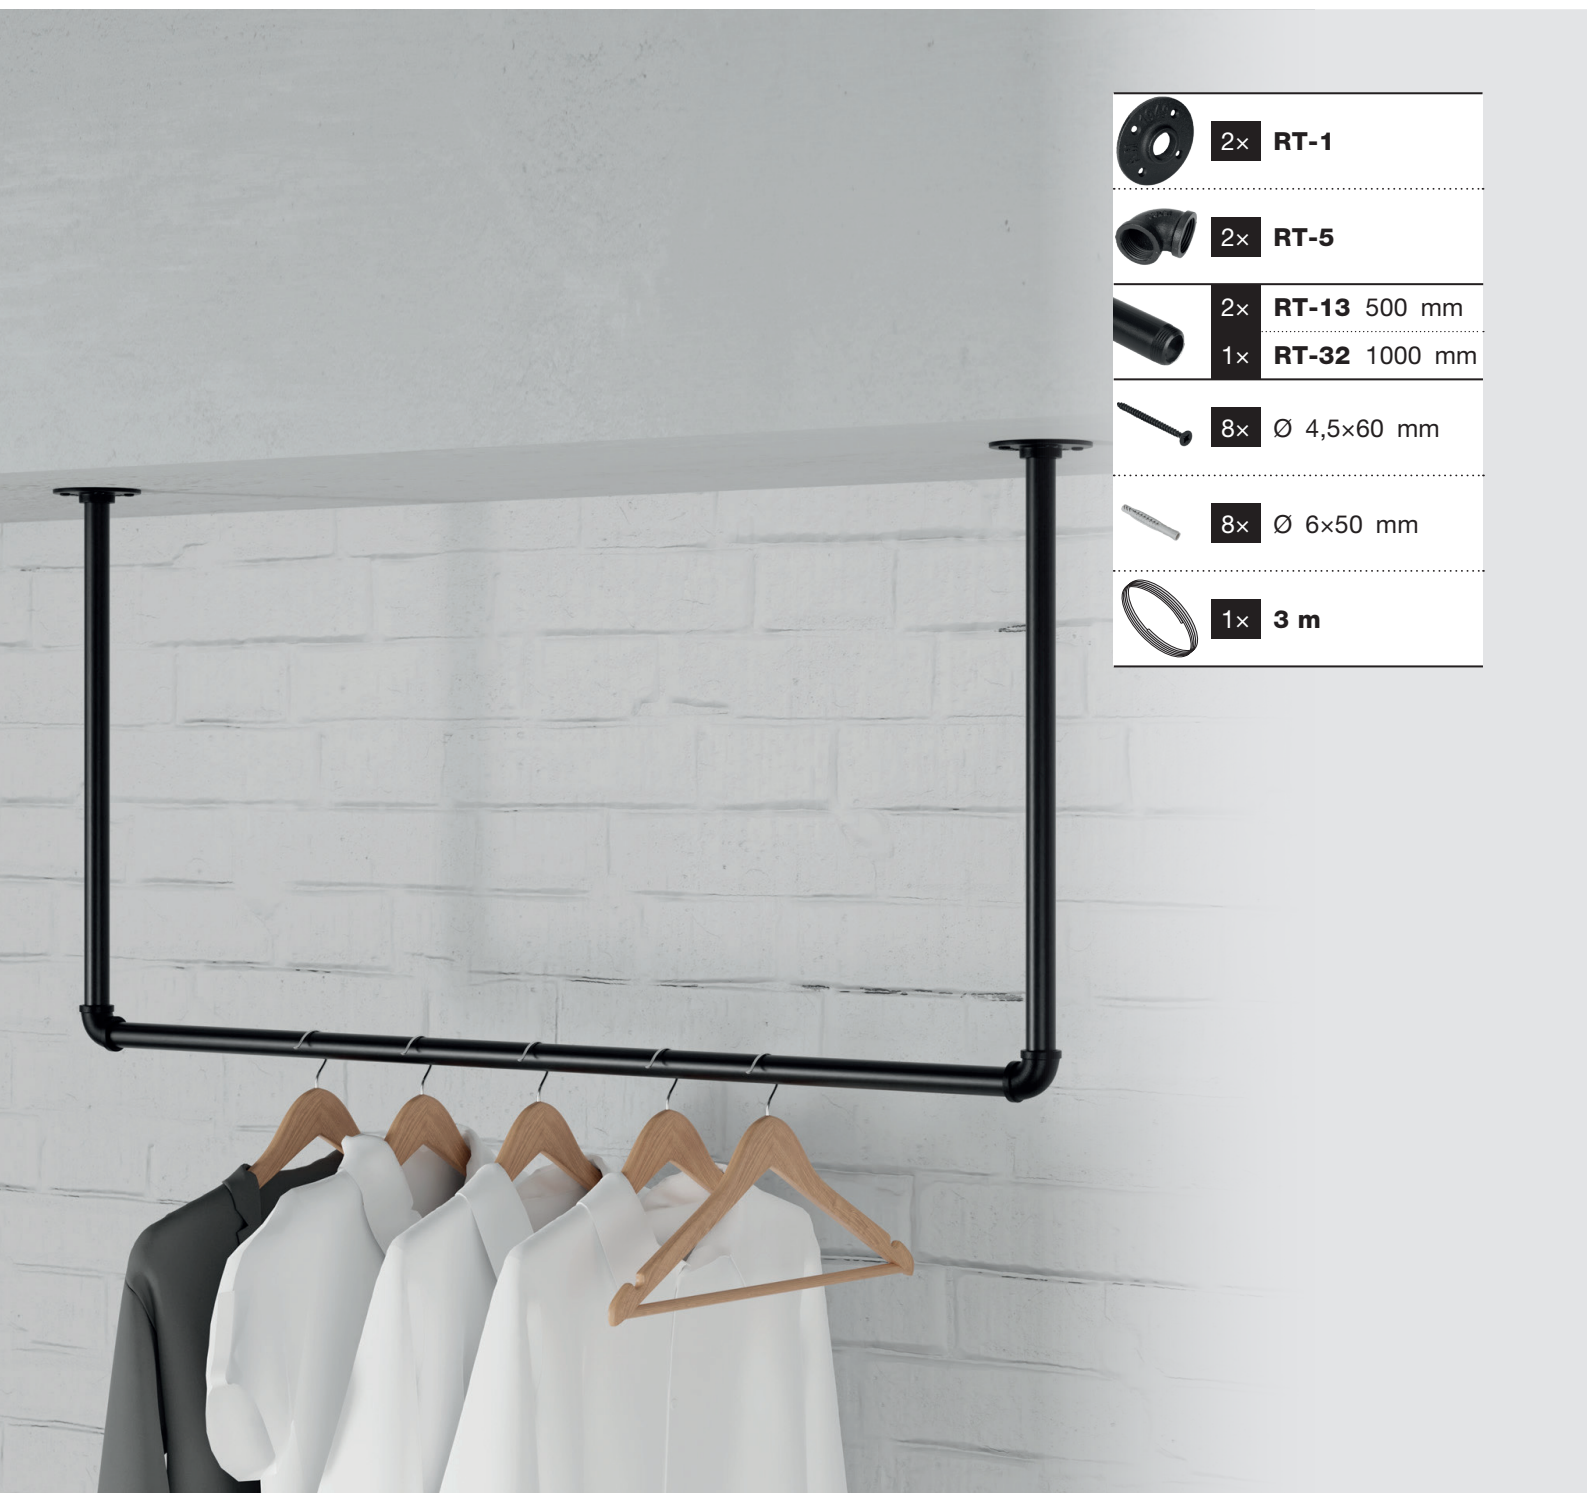 2× RT-1
2× RT-5
2× RT-13 500 mm
1× RT-32 1000 mm
8× Ø 4,5×60 mm
8× Ø 6×50 mm
1× 3 m